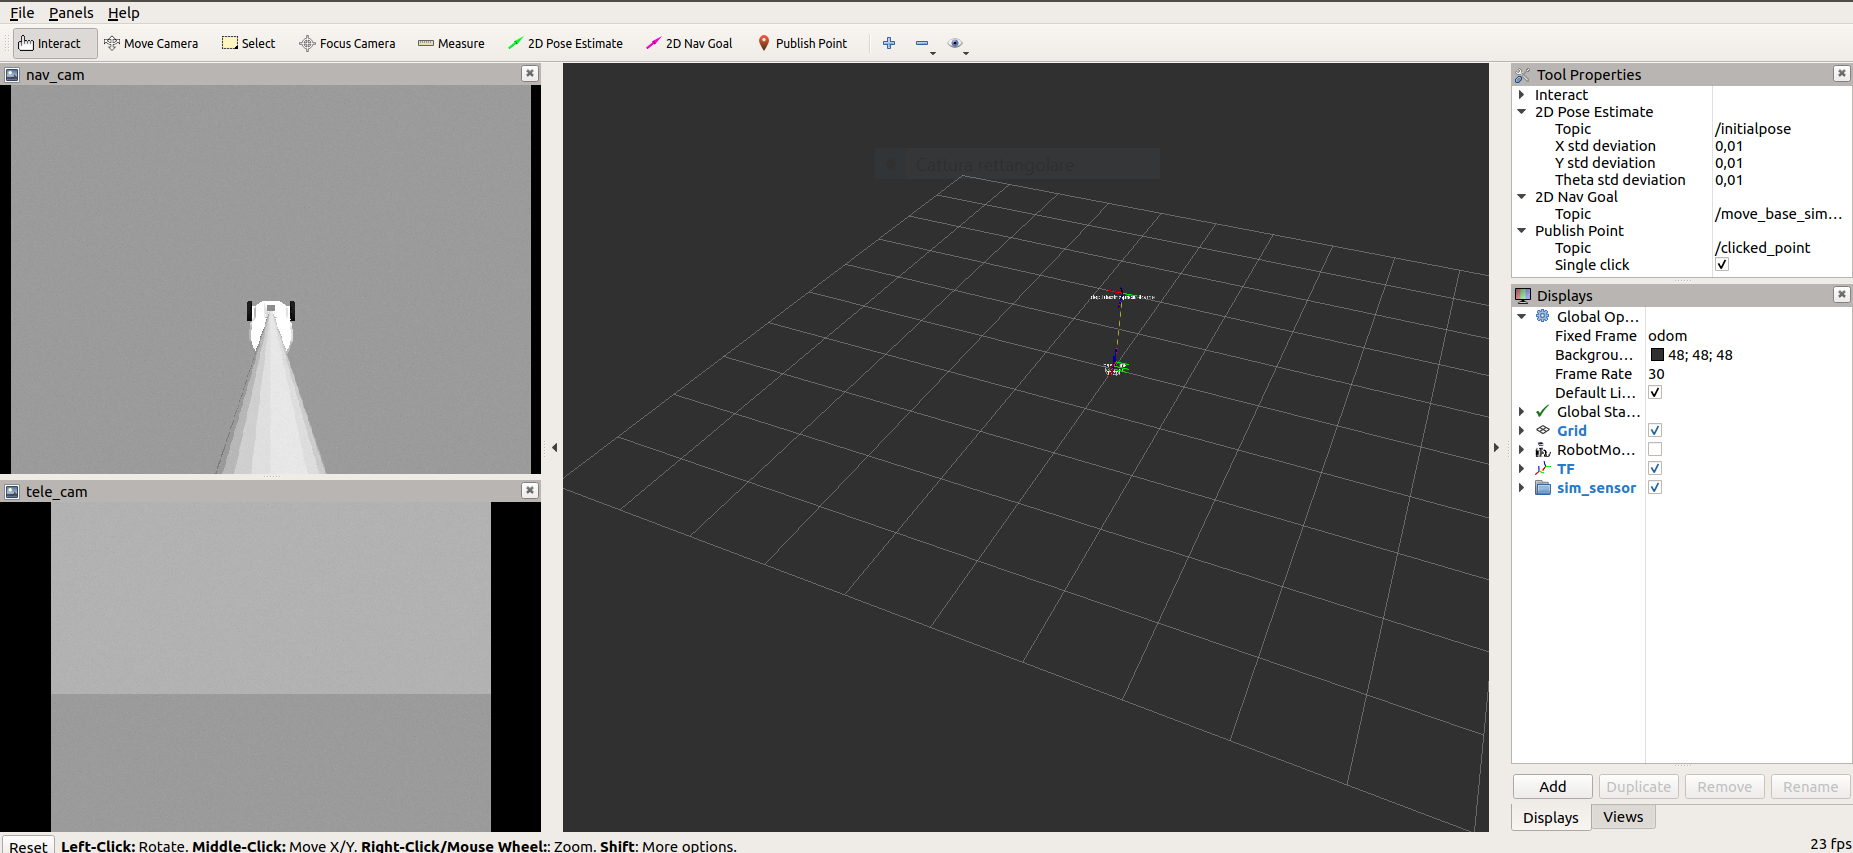 File Panels Help
Interact Move Camera Select Focus Camera Measure 2D Pose Estimate 2D Nav Goal Publish Point
nav_cam
tele_cam
Cattura rettangolare
Tool Properties
Interact
2D Pose Estimate
Topic /initialpose
X std deviation 0,01
Y std deviation 0,01
Theta std deviation 0,01
2D Nav Goal
Topic /move_base_sim...
Publish Point
Topic /clicked_point
Single click
Displays
Global Op...
Fixed Frame odom
Backgrou... 48; 48; 48
Frame Rate 30
Default Li...
Global Sta...
Grid
RobotMo...
TF
sim_sensor
Add Duplicate Remove Rename
Displays Views
Reset Left-Click: Rotate. Middle-Click: Move X/Y. Right-Click/Mouse Wheel:: Zoom. Shift: More options. 23 fps